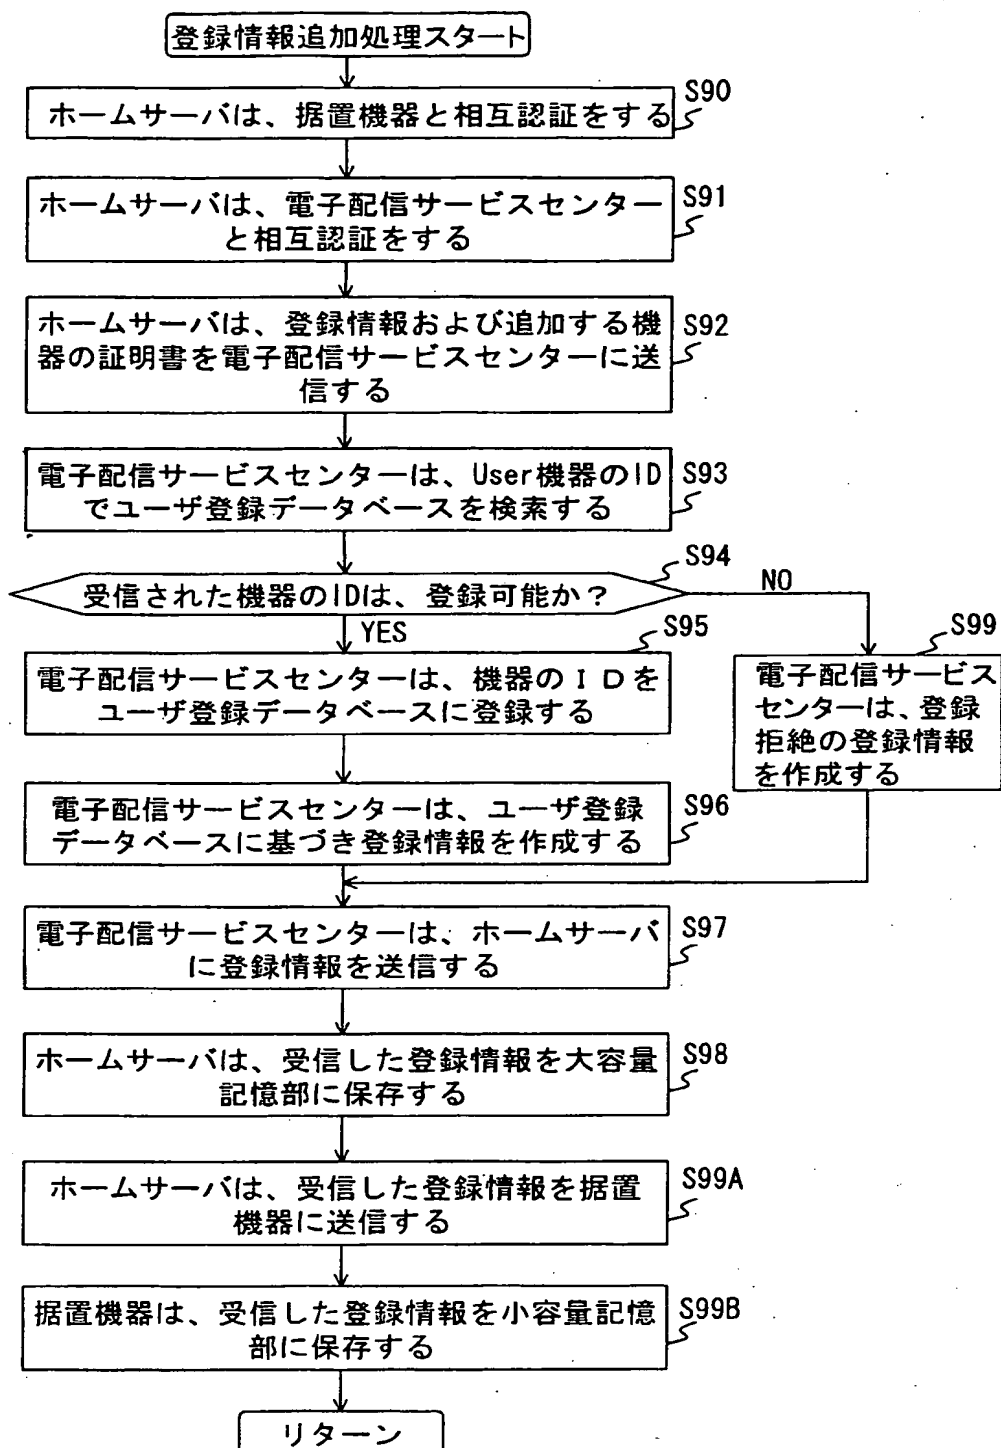 登録情報追加処理スタート
S90
ホームサーバは、据置機器と相互認証をする
S91
ホームサーバは、電子配信サービスセンター
と相互認証をする
S92
ホームサーバは、登録情報および追加する機
器の証明書を電子配信サービスセンターに送
信する
S93
電子配信サービスセンターは、User機器のID
でユーザ登録データベースを検索する
S94
受信された機器のIDは、登録可能か？
NO
YES
S95
電子配信サービスセンターは、機器のＩＤを
ユーザ登録データベースに登録する
S99
電子配信サービス
センターは、登録
拒絶の登録情報
を作成する
S96
電子配信サービスセンターは、ユーザ登録
データベースに基づき登録情報を作成する
S97
電子配信サービスセンターは、ホームサーバ
に登録情報を送信する
S98
ホームサーバは、受信した登録情報を大容量
記憶部に保存する
S99A
ホームサーバは、受信した登録情報を据置
機器に送信する
S99B
据置機器は、受信した登録情報を小容量記憶
部に保存する
リターン